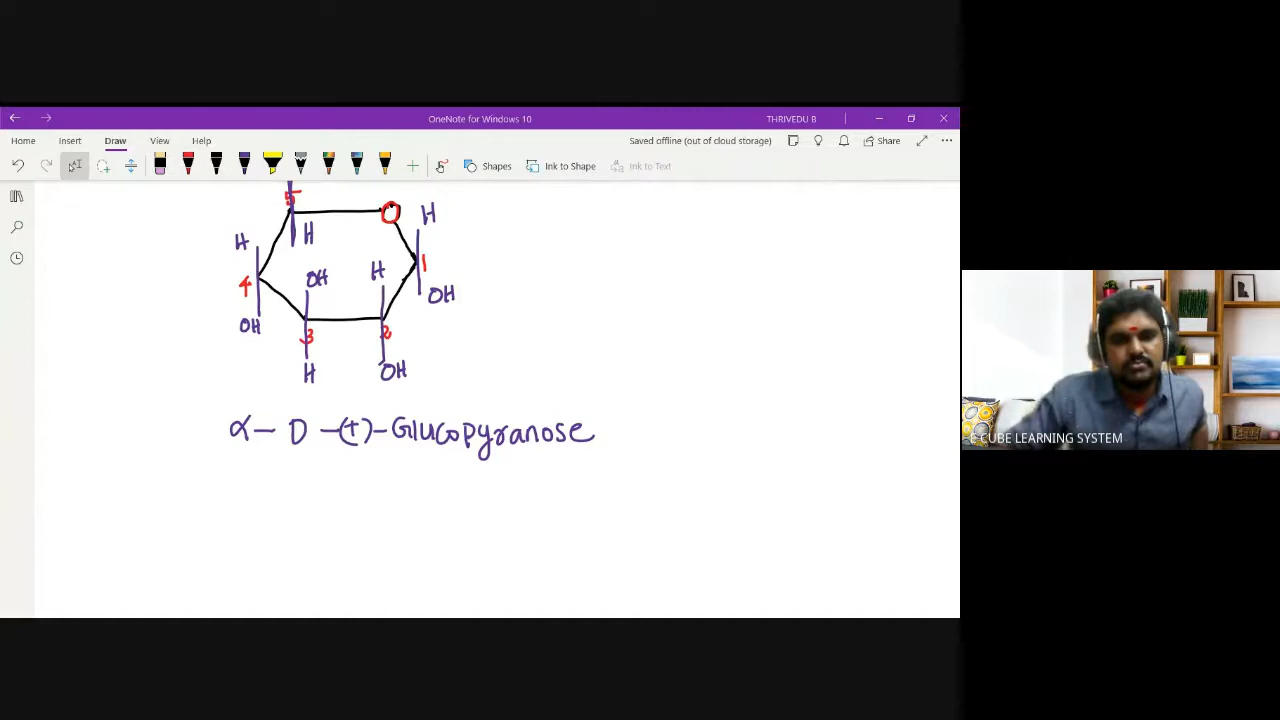 OneNote for Windows 10
THRIVEDU B
Home Insert Draw View Help
Saved offline (out of cloud storage)
Share
Shapes
Ink to Shape
Ink to Text
5
O
H
H
H
4
OH
H
1
OH
OH
3
2
H
OH
α- D -(+)- Glucopyranose
E CUBE LEARNING SYSTEM